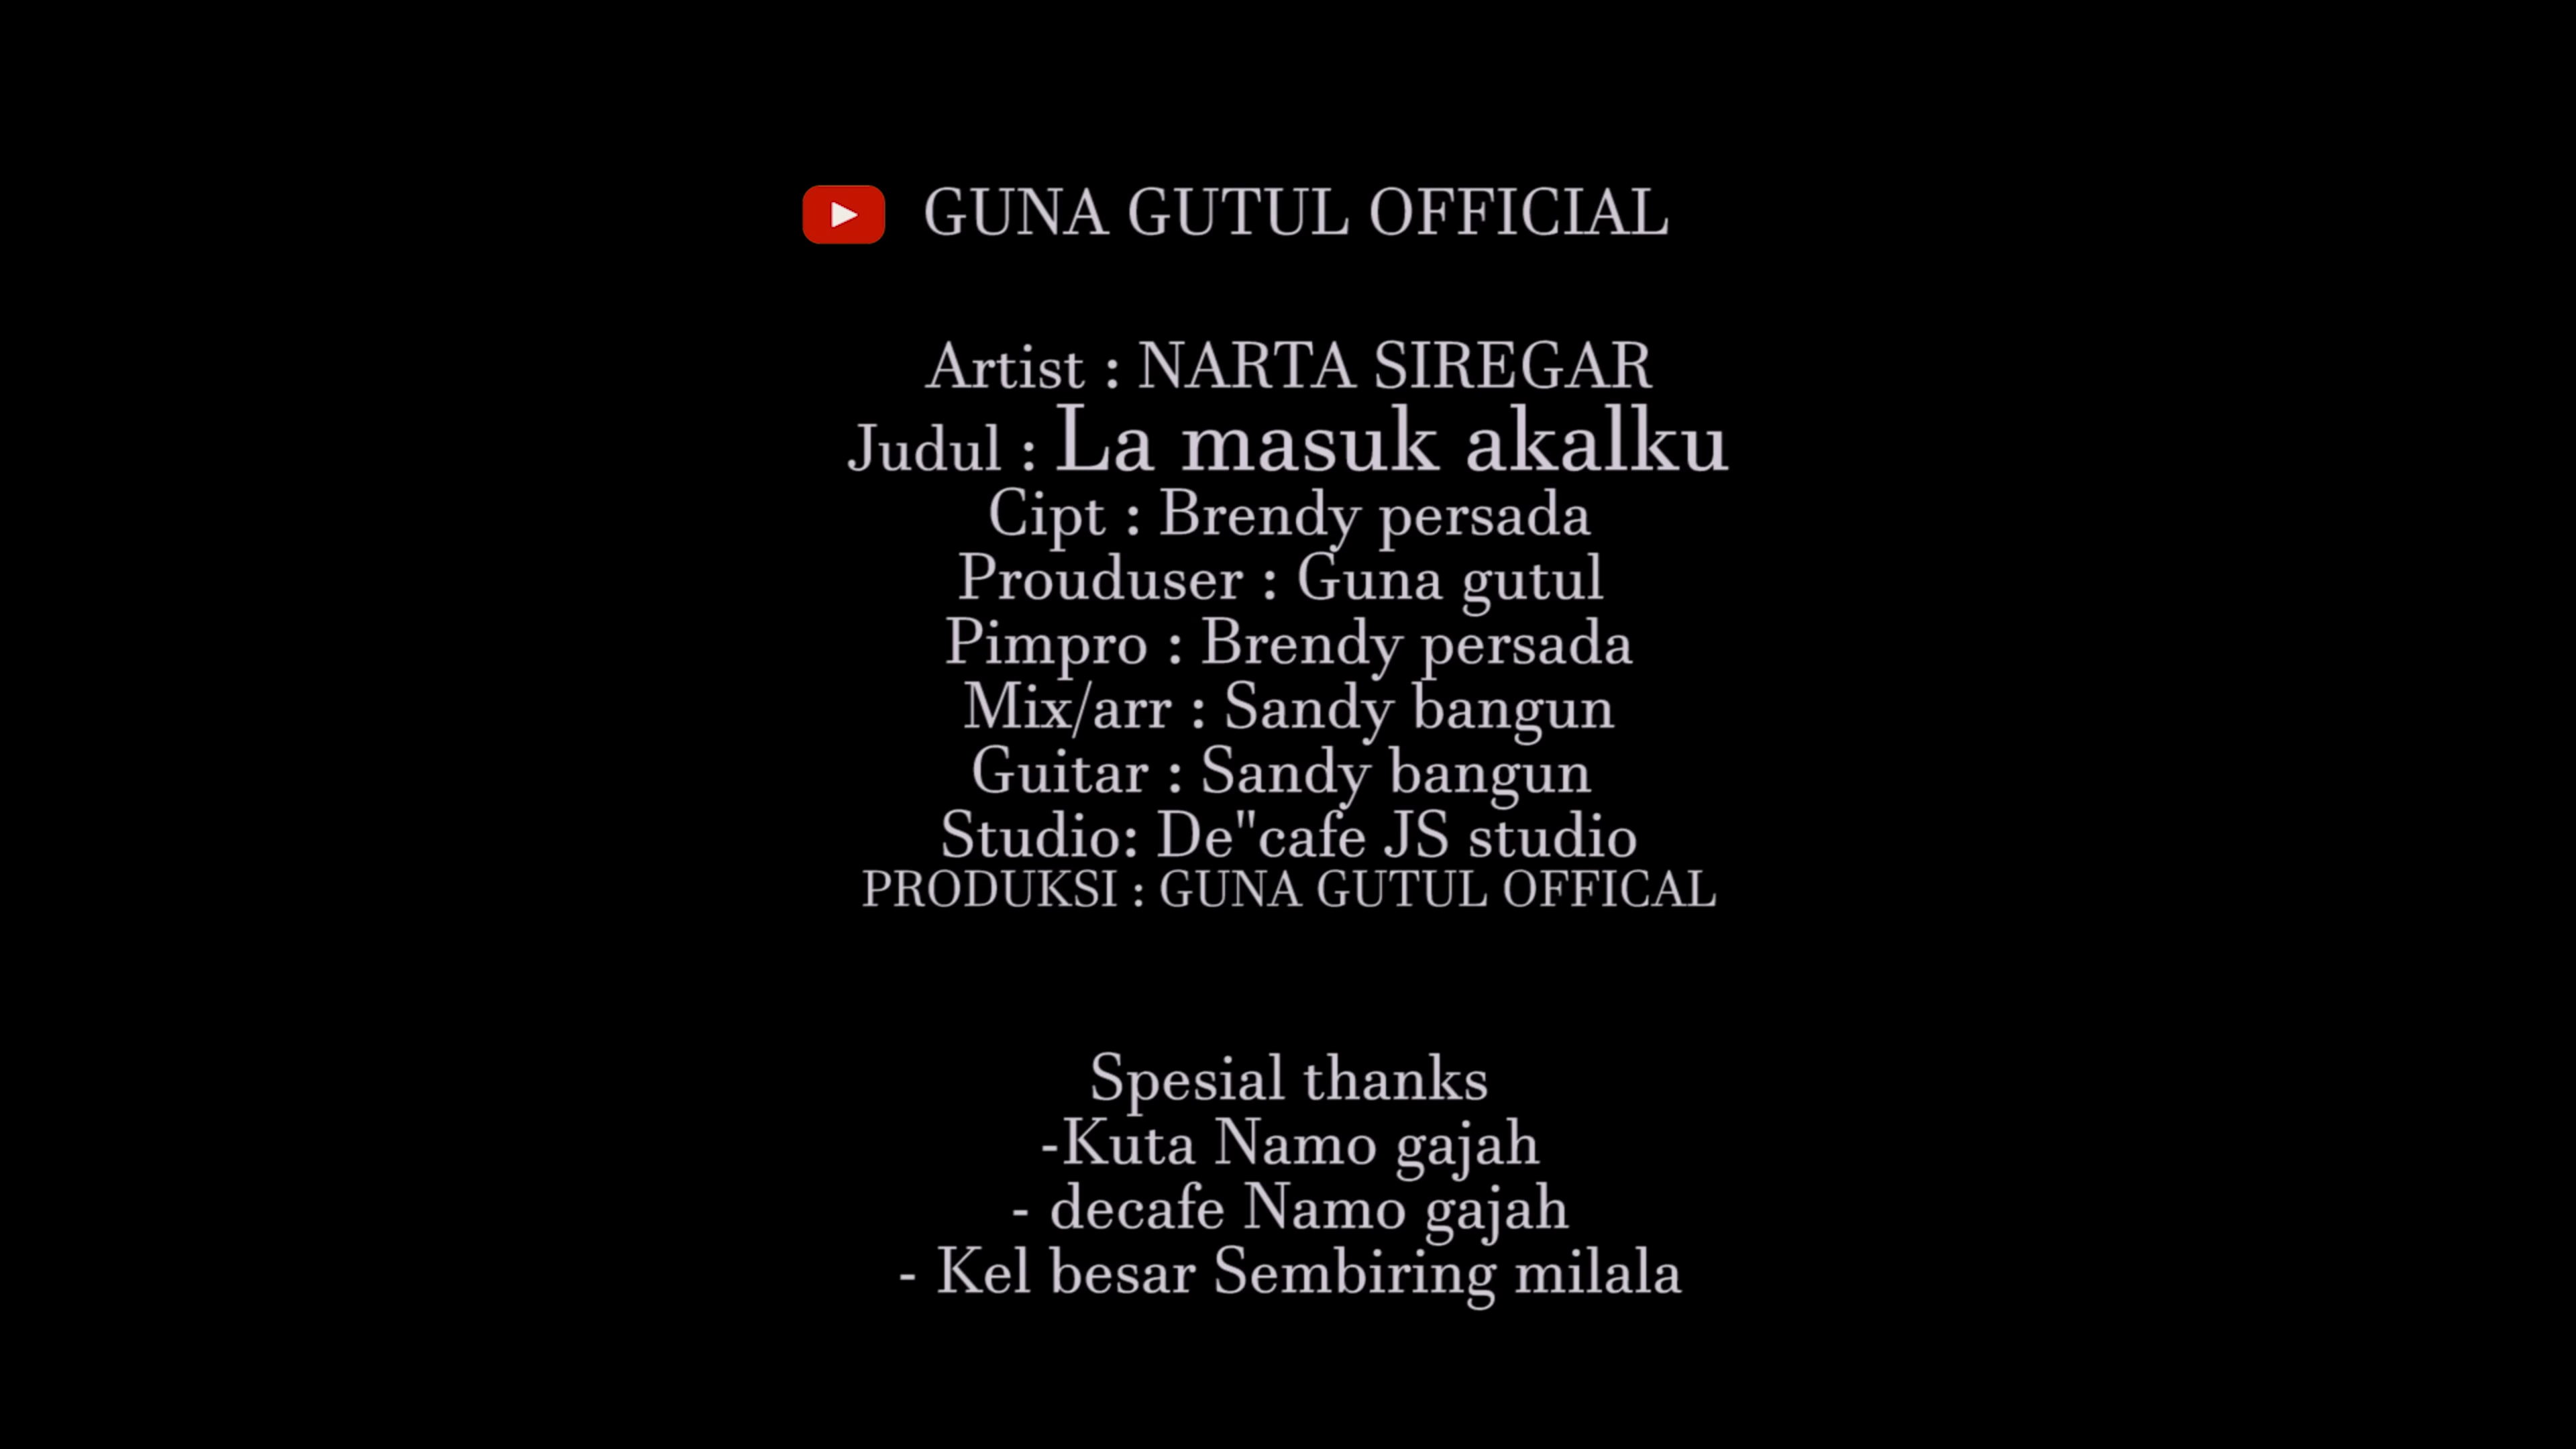 GUNA GUTUL OFFICIAL
Artist : NARTA SIREGAR
Judul : La masuk akalku
Cipt : Brendy persada
Prouduser : Guna gutul
Pimpro : Brendy persada
Mix/arr : Sandy bangun
Guitar : Sandy bangun
Studio: De"cafe JS studio
PRODUKSI : GUNA GUTUL OFFICAL
Spesial thanks
-Kuta Namo gajah
- decafe Namo gajah
- Kel besar Sembiring milala